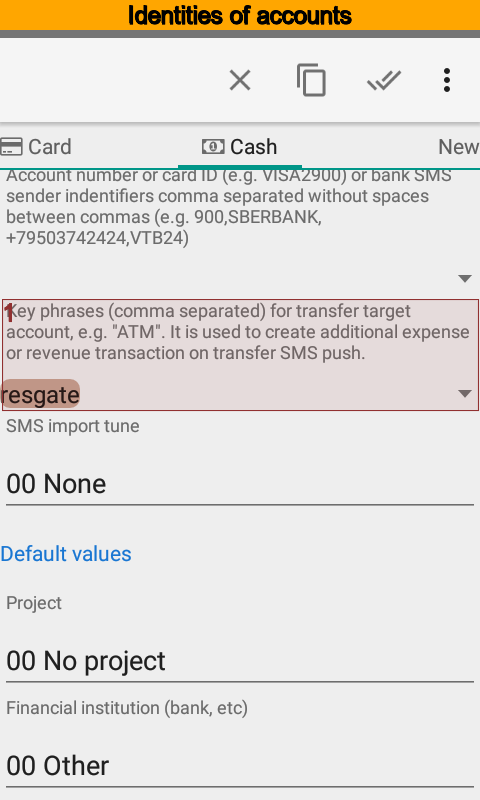 Identities of accounts
Card
Cash
New
Account number or card ID (e.g. VISA2900) or bank SMS
sender indentifiers comma separated without spaces
between commas (e.g. 900,SBERBANK,
+79503742424,VTB24)
1
Key phrases (comma separated) for transfer target
account, e.g. "ATM". It is used to create additional expense
or revenue transaction on transfer SMS push.
resgate
SMS import tune
00 None
Default values
Project
00 No project
Financial institution (bank, etc)
00 Other